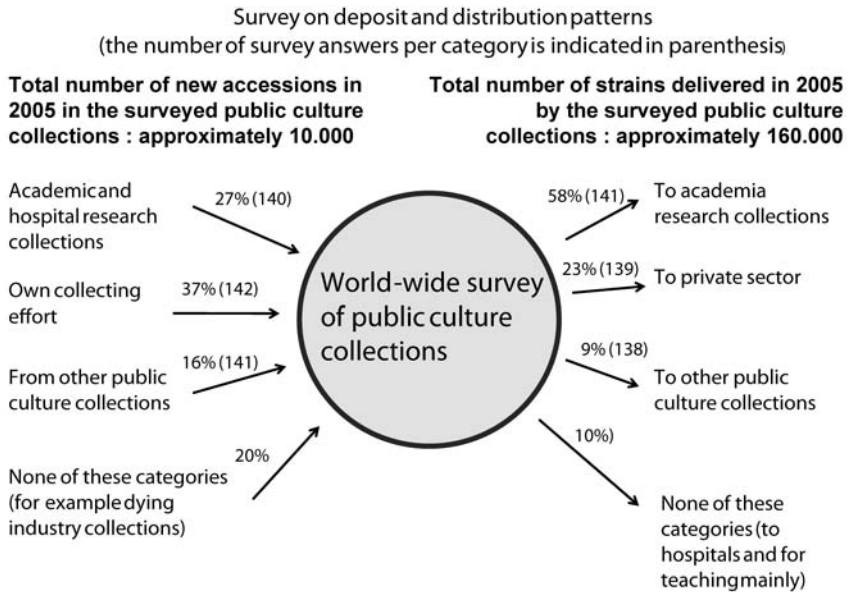 Survey on deposit and distribution patterns
(the number of survey answers per category is indicated in parenthesis)
Total number of new accessions in
2005 in the surveyed public culture
collections : approximately 10.000
Total number of strains delivered in 2005
by the surveyed public culture
collections : approximately 160.000
Academic and
hospital research
collections
27% (140)
Own collecting
effort
37% (142)
From other public
culture collections
16% (141)
None of these categories
(for example dying
industry collections)
20%
World-wide survey
of public culture
collections
58% (141)
To academia
research collections
23% (139)
To private sector
9% (138)
To other public
culture collections
10%)
None of these
categories (to
hospitals and for
teaching mainly)